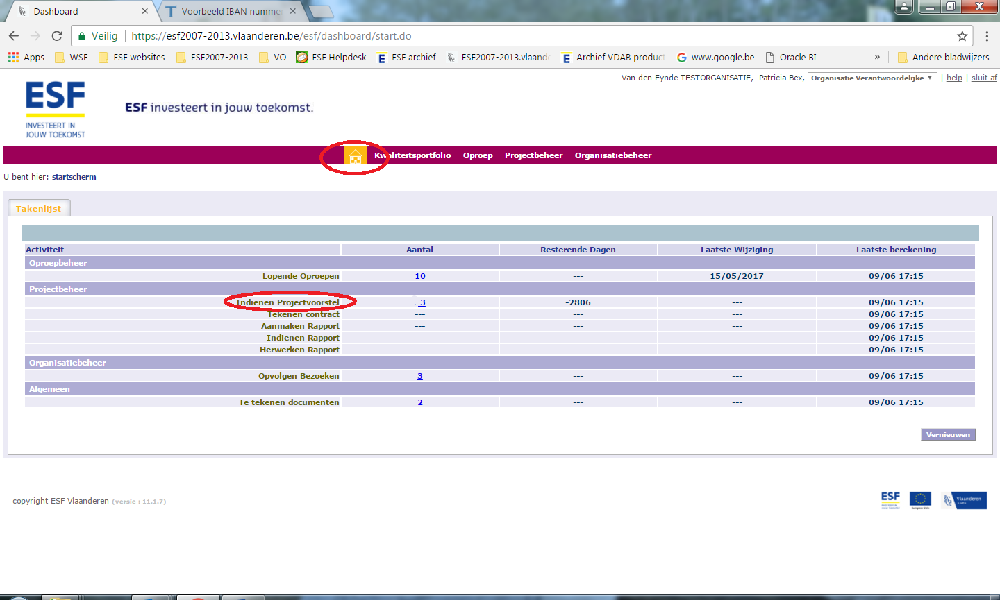 Dashboard
Voorbeeld IBAN numme
Veilig https://esf2007-2013.vlaanderen.be/esf/dashboard/start.do
Apps WSE ESF websites ESF2007-2013 VO ESF Helpdesk ESF archief ESF2007-2013.vlaande Archief VDAB product www.google.be Oracle BI » Andere bladwijzers
Van den Eynde TESTORGANISATIE, Patricia Bex, Organisatie Verantwoordelijke | help | sluit af
ESF
INVESTEERT IN
JOUW TOEKOMST
ESF investeert in jouw toekomst.
Kwaliteitsportfolio Oproep Projectbeheer Organisatiebeheer
U bent hier: startscherm
Takenlijst
Activiteit Aantal Resterende Dagen Laatste Wijziging Laatste berekening
Oproepbeheer
Lopende Oproepen 10 --- 15/05/2017 09/06 17:15
Projectbeheer
Indienen Projectvoorstel 3 -2806 --- 09/06 17:15
Tekenen contract --- --- --- 09/06 17:15
Aanmaken Rapport --- --- --- 09/06 17:15
Indienen Rapport --- --- --- 09/06 17:15
Herwerken Rapport --- --- --- 09/06 17:15
Organisatiebeheer
Opvolgen Bezoeken 3 --- --- 09/06 17:15
Algemeen
Te tekenen documenten 2 --- --- 09/06 17:15
Vernieuwen
copyright ESF Vlaanderen (versie : 11.1.7)
ESF
INVESTEERT IN
JOUW TOEKOMST
Vlaanderen